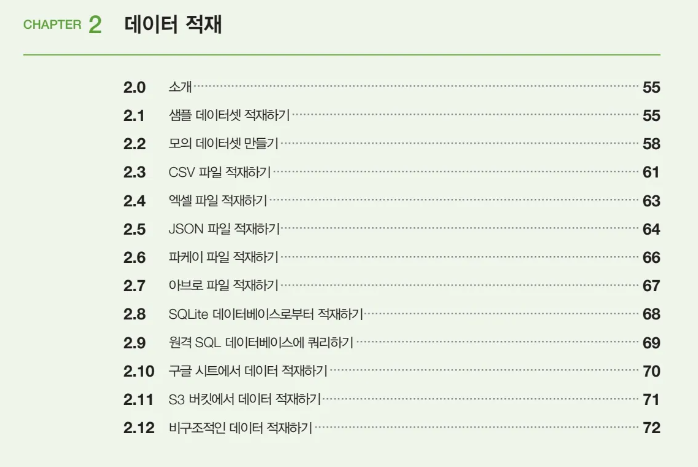 CHAPTER 2 데이터 적재
2.0 소개 55
2.1 샘플 데이터셋 적재하기 55
2.2 모의 데이터셋 만들기 58
2.3 CSV 파일 적재하기 61
2.4 엑셀 파일 적재하기 63
2.5 JSON 파일 적재하기 64
2.6 파케이 파일 적재하기 66
2.7 아브로 파일 적재하기 67
2.8 SQLite 데이터베이스로부터 적재하기 68
2.9 원격 SQL 데이터베이스에 쿼리하기 69
2.10 구글 시트에서 데이터 적재하기 70
2.11 S3 버킷에서 데이터 적재하기 71
2.12 비구조적인 데이터 적재하기 72